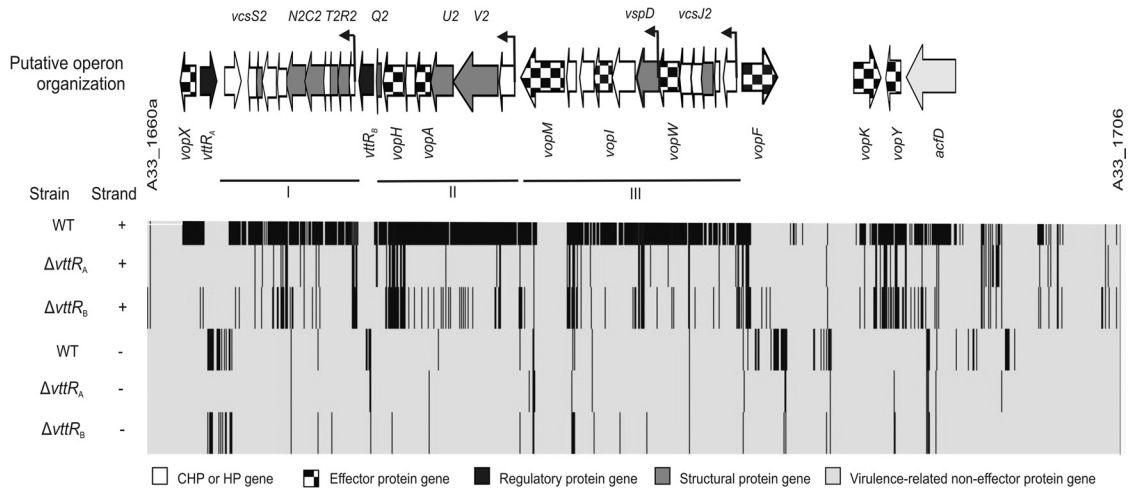 vcsS2 N2C2 T2R2 Q2 U2 V2 vspD vcsJ2
Putative operon
organization
A33_1660a
vopX
vttRA
vttRB
vopH
vopA
vopM
vopI
vopW
vopF
vopK
vopY
acfD
A33_1706
I II III
Strain Strand
WT +
ΔvttRA +
ΔvttRB +
WT -
ΔvttRA -
ΔvttRB -
CHP or HP gene Effector protein gene Regulatory protein gene Structural protein gene Virulence-related non-effector protein gene